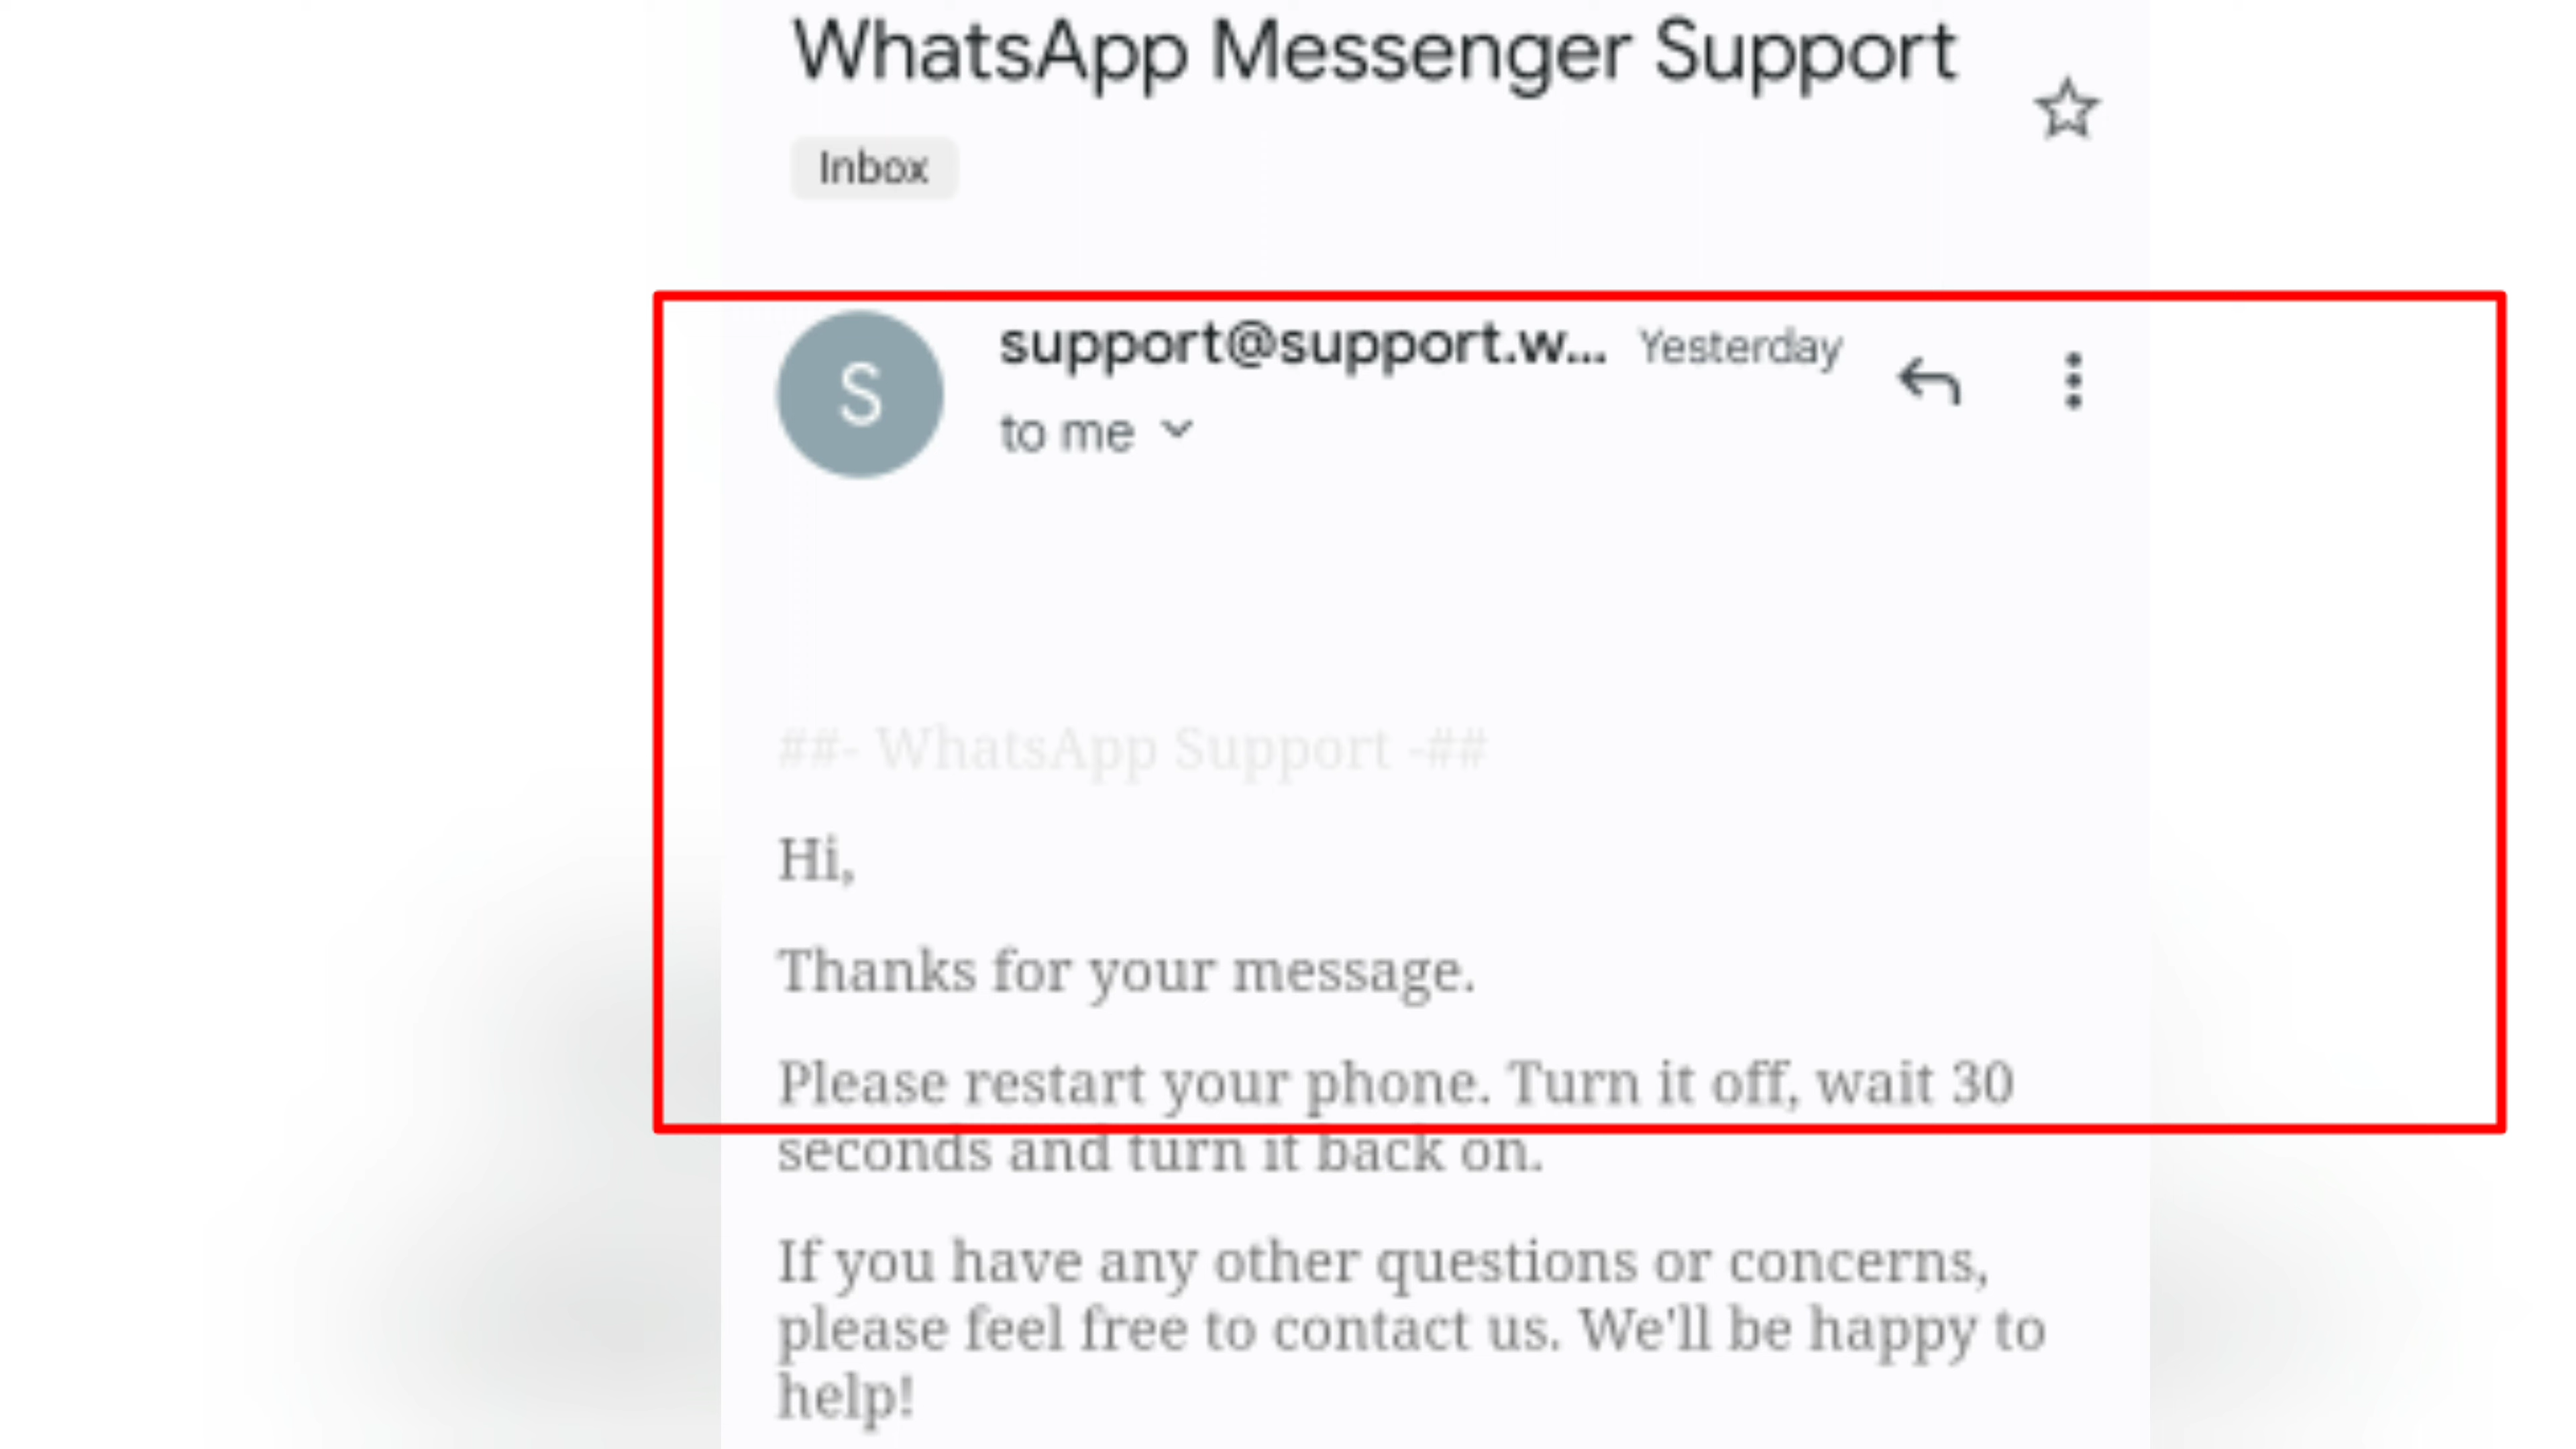 WhatsApp Messenger Support
Inbox
S
support@support.w... Yesterday
to me
##- WhatsApp Support -##
Hi,
Thanks for your message.
Please restart your phone. Turn it off, wait 30
seconds and turn it back on.
If you have any other questions or concerns,
please feel free to contact us. We'll be happy to
help!